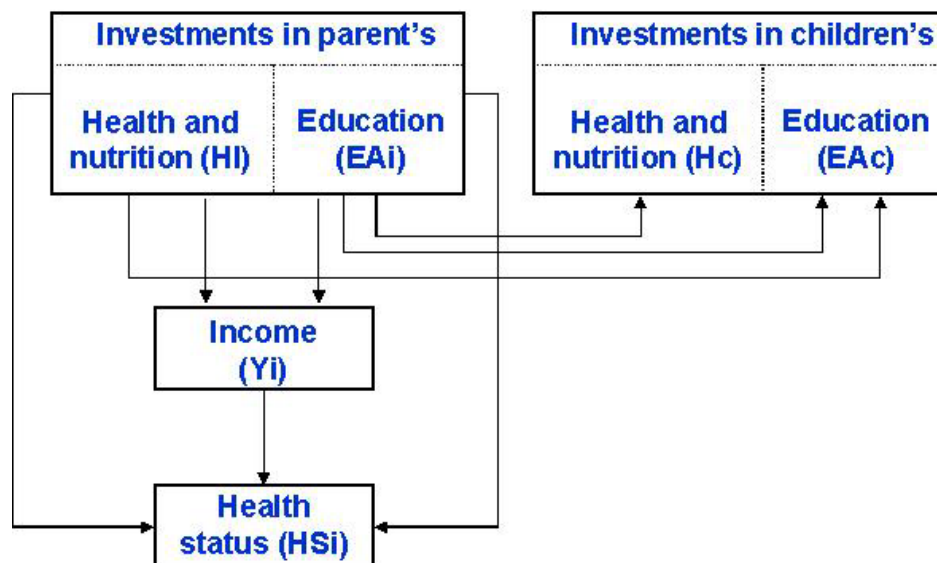 Investments in parent's
Health and
nutrition (HI)
Education
(EAi)
Investments in children's
Health and
nutrition (Hc)
Education
(EAc)
Income
(Yi)
Health
status (HSi)